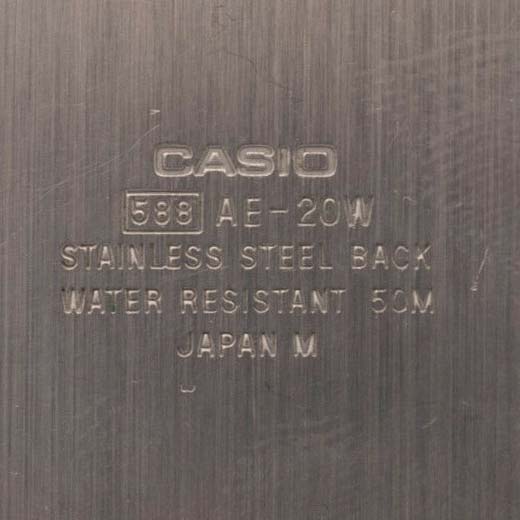 CASIO
588 AE-20W
STAINLESS STEEL BACK
WATER RESISTANT 50M
JAPAN M